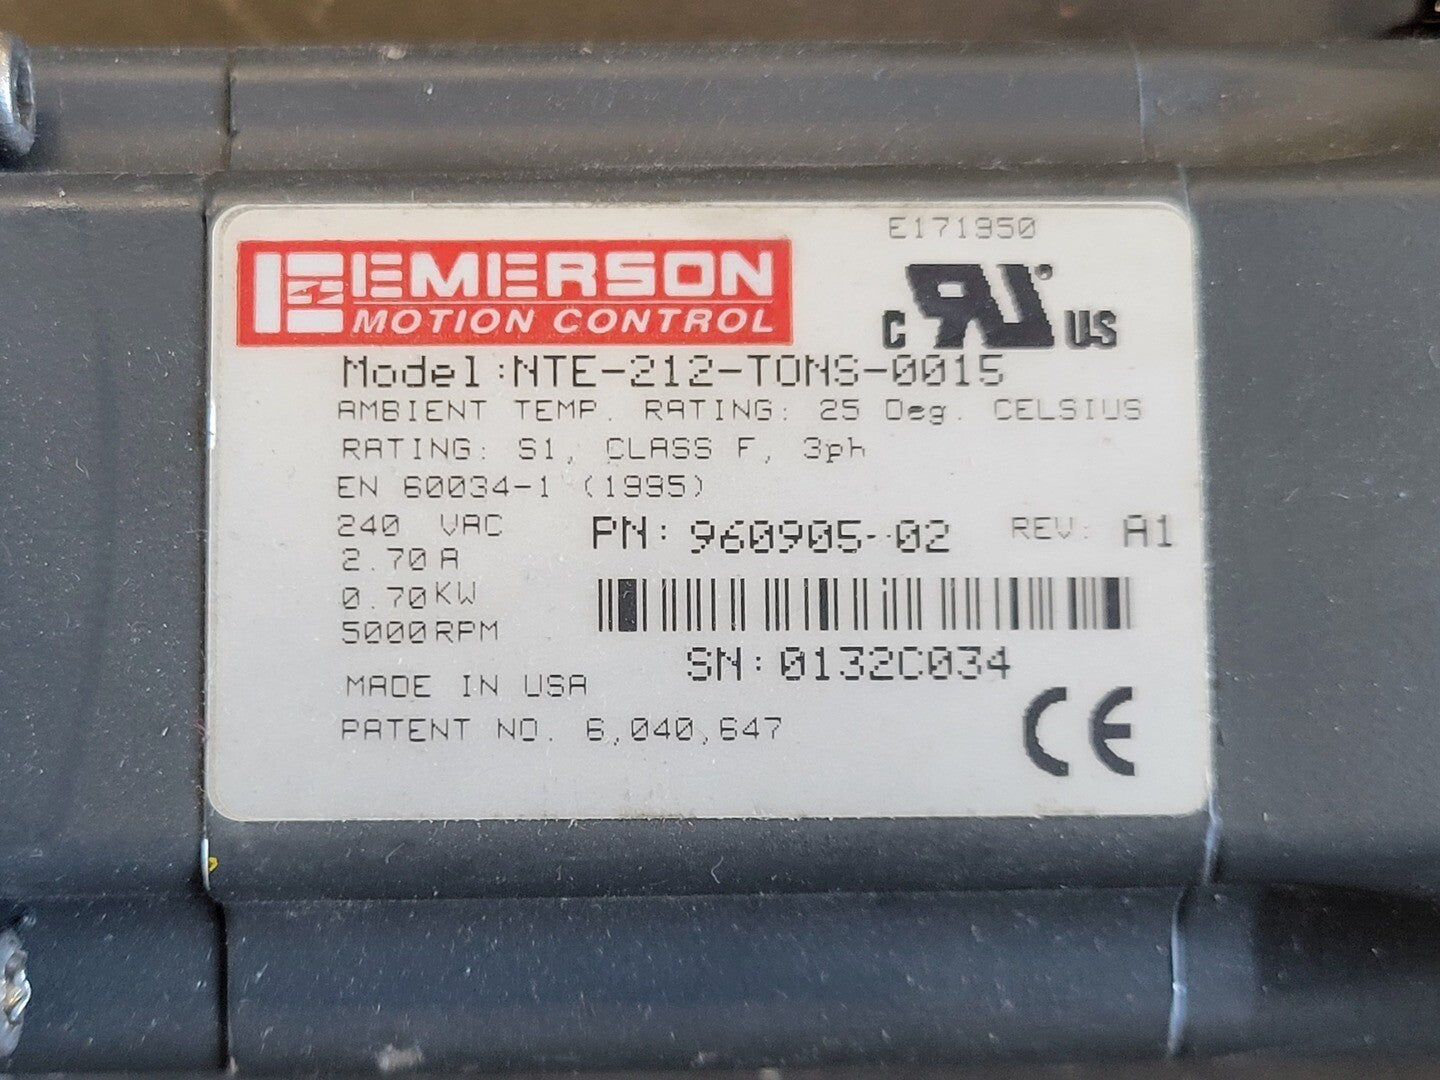 E171950
EMERSON
MOTION CONTROL
C RU US
Model:NTE-212-TONS-0015
AMBIENT TEMP. RATING: 25 Deg. CELSIUS
RATING: S1, CLASS F, 3ph
EN 60034-1 (1995)
240 VAC
2.70 A
0.70 KW
5000 RPM
PN: 960905-02 REV: A1
SN:0132C034
MADE IN USA
PATENT NO. 6,040,647
CE